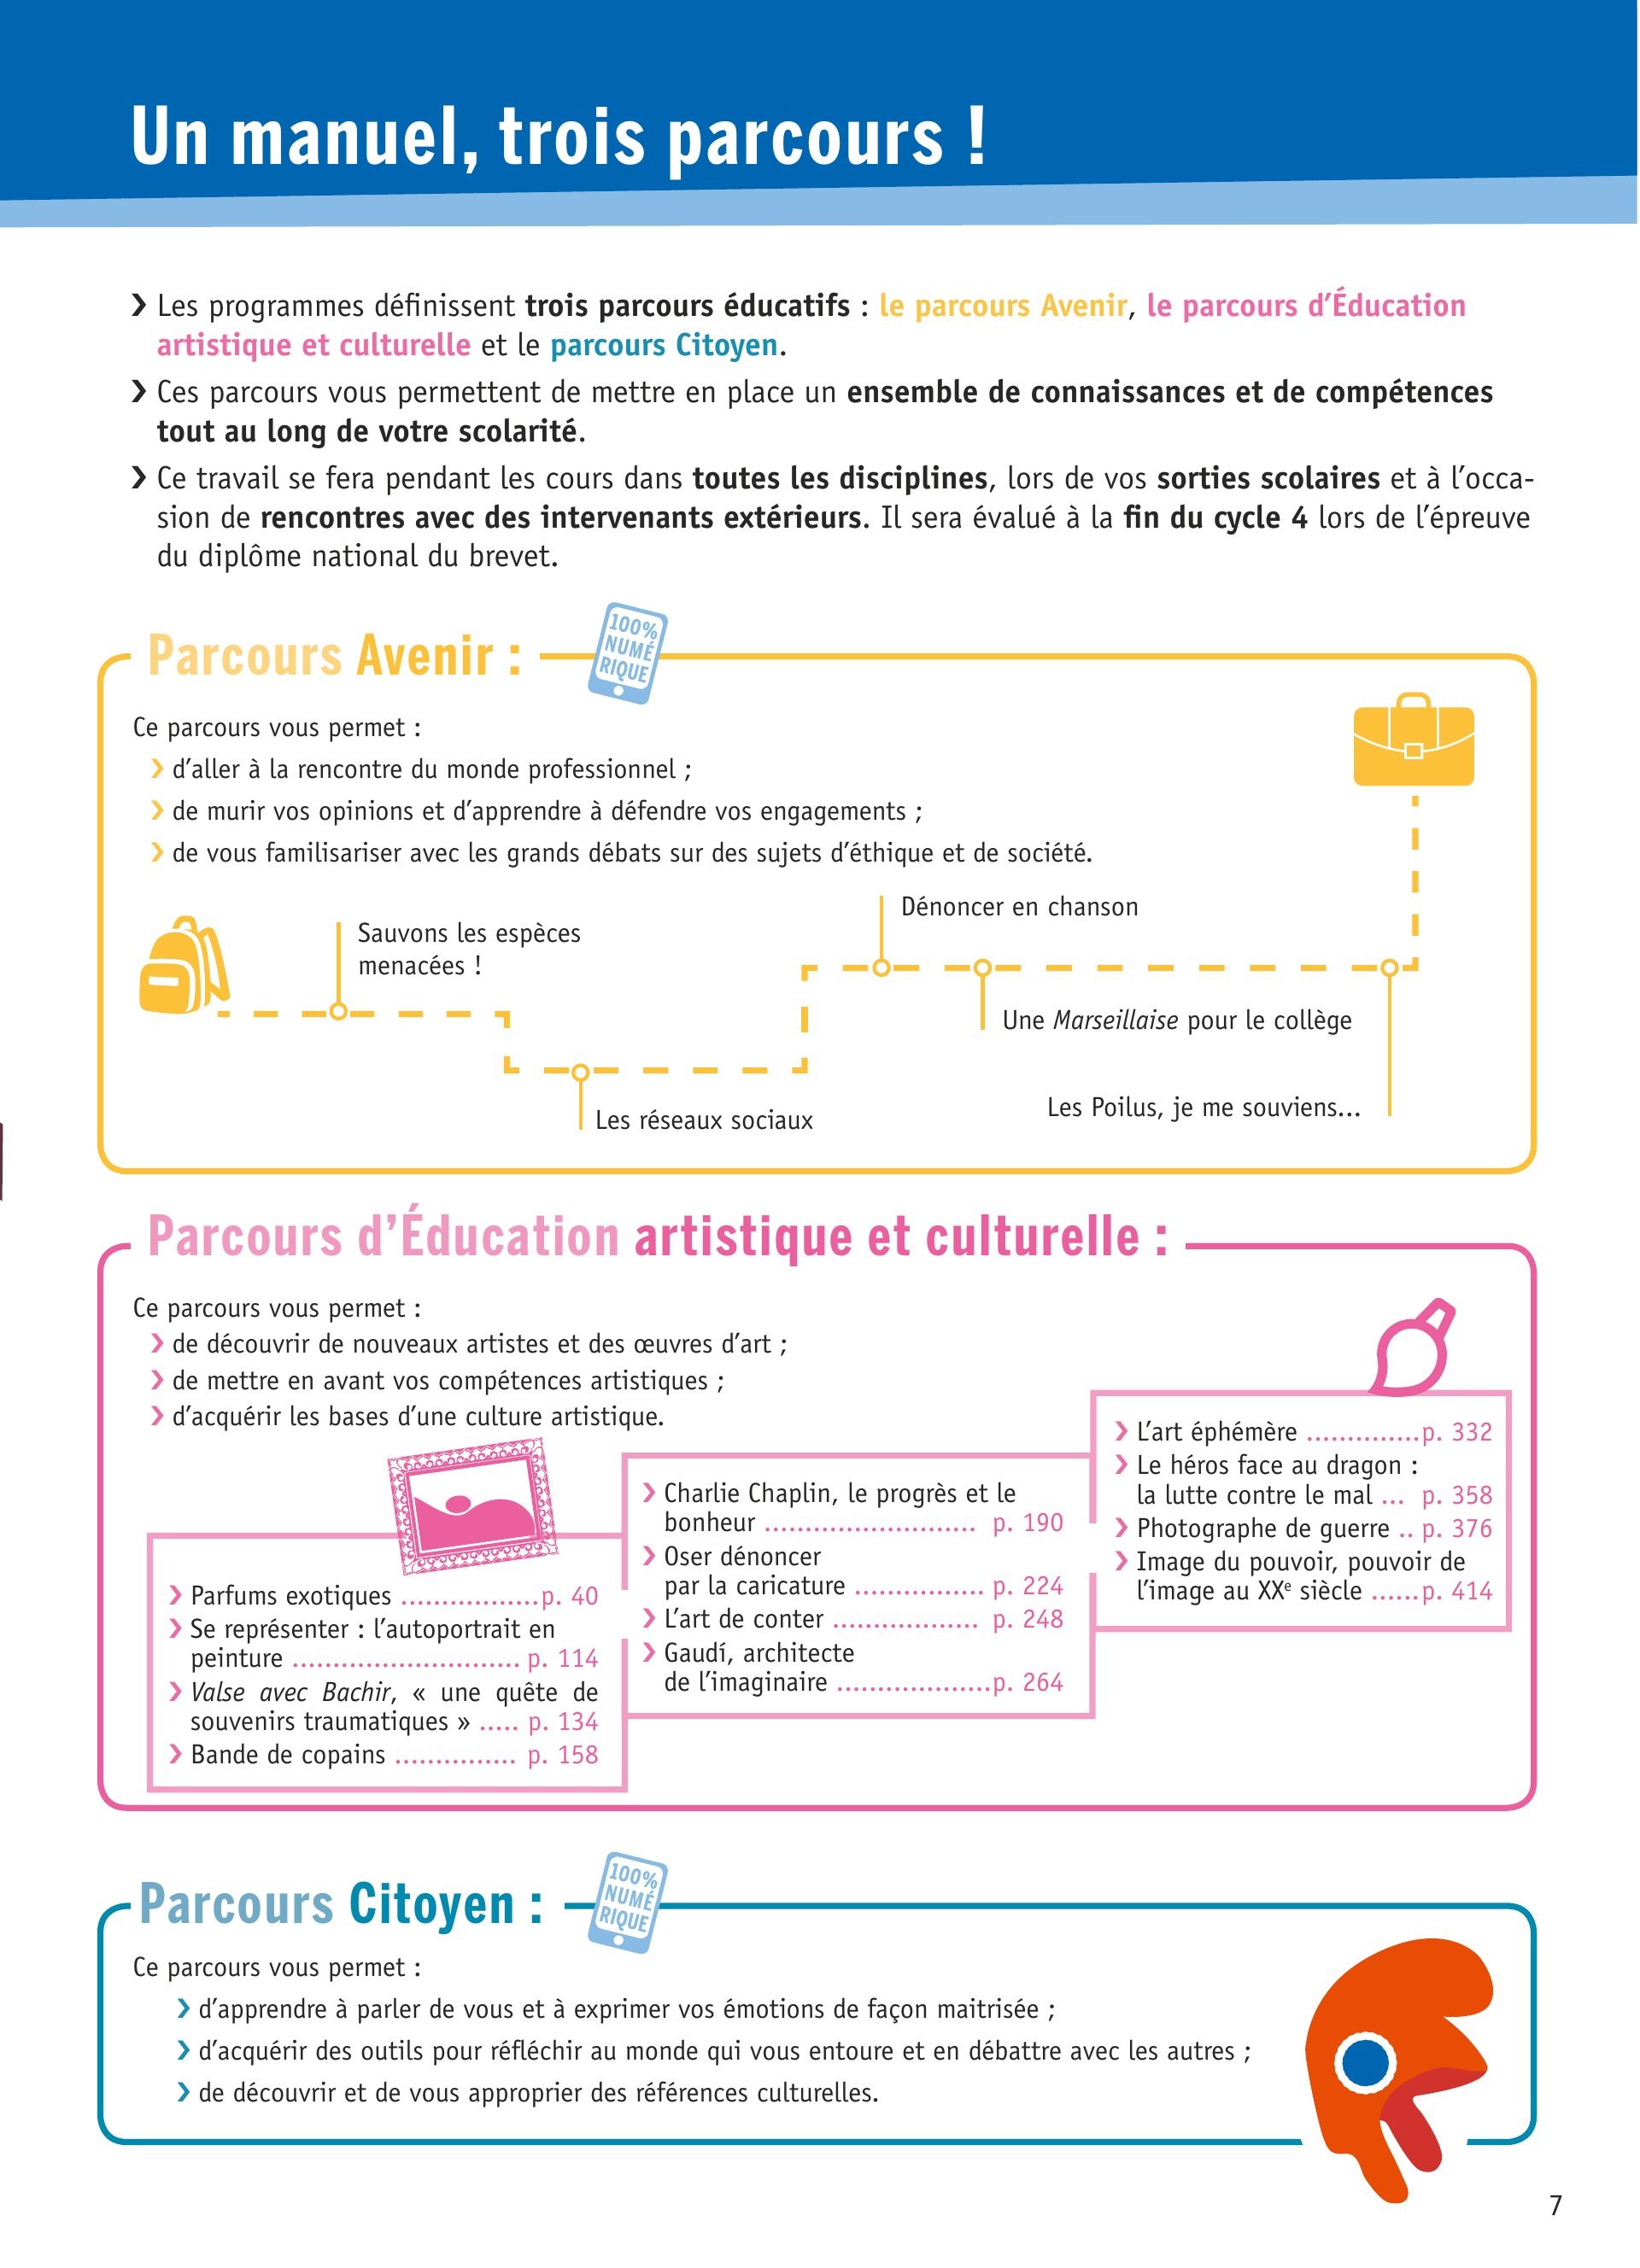 Un manuel, trois parcours !
❯ Les programmes définissent trois parcours éducatifs : le parcours Avenir, le parcours d’Éducation
artistique et culturelle et le parcours Citoyen.
❯ Ces parcours vous permettent de mettre en place un ensemble de connaissances et de compétences
tout au long de votre scolarité.
❯ Ce travail se fera pendant les cours dans toutes les disciplines, lors de vos sorties scolaires et à l’occa-
sion de rencontres avec des intervenants extérieurs. Il sera évalué à la fin du cycle 4 lors de l’épreuve
du diplôme national du brevet.
Parcours Avenir :
100%
NUMÉ
RIQUE
Ce parcours vous permet :
❯ d’aller à la rencontre du monde professionnel ;
❯ de murir vos opinions et d’apprendre à défendre vos engagements ;
❯ de vous familisariser avec les grands débats sur des sujets d’éthique et de société.
Sauvons les espèces
menacées !
Les réseaux sociaux
Dénoncer en chanson
Une Marseillaise pour le collège
Les Poilus, je me souviens...
Parcours d’Éducation artistique et culturelle :
Ce parcours vous permet :
❯ de découvrir de nouveaux artistes et des œuvres d’art ;
❯ de mettre en avant vos compétences artistiques ;
❯ d’acquérir les bases d’une culture artistique.
❯ Parfums exotiques .................p. 40
❯ Se représenter : l’autoportrait en
peinture ............................ p. 114
❯ Valse avec Bachir, « une quête de
souvenirs traumatiques » ..... p. 134
❯ Bande de copains ............... p. 158
❯ Charlie Chaplin, le progrès et le
bonheur .......................... p. 190
❯ Oser dénoncer
par la caricature ................ p. 224
❯ L’art de conter .................. p. 248
❯ Gaudí, architecte
de l’imaginaire ...................p. 264
❯ L’art éphémère ..............p. 332
❯ Le héros face au dragon :
la lutte contre le mal ... p. 358
❯ Photographe de guerre .. p. 376
❯ Image du pouvoir, pouvoir de
l’image au XXe siècle ......p. 414
Parcours Citoyen :
100%
NUMÉ
RIQUE
Ce parcours vous permet :
❯ d’apprendre à parler de vous et à exprimer vos émotions de façon maitrisée ;
❯ d’acquérir des outils pour réfléchir au monde qui vous entoure et en débattre avec les autres ;
❯ de découvrir et de vous approprier des références culturelles.
7